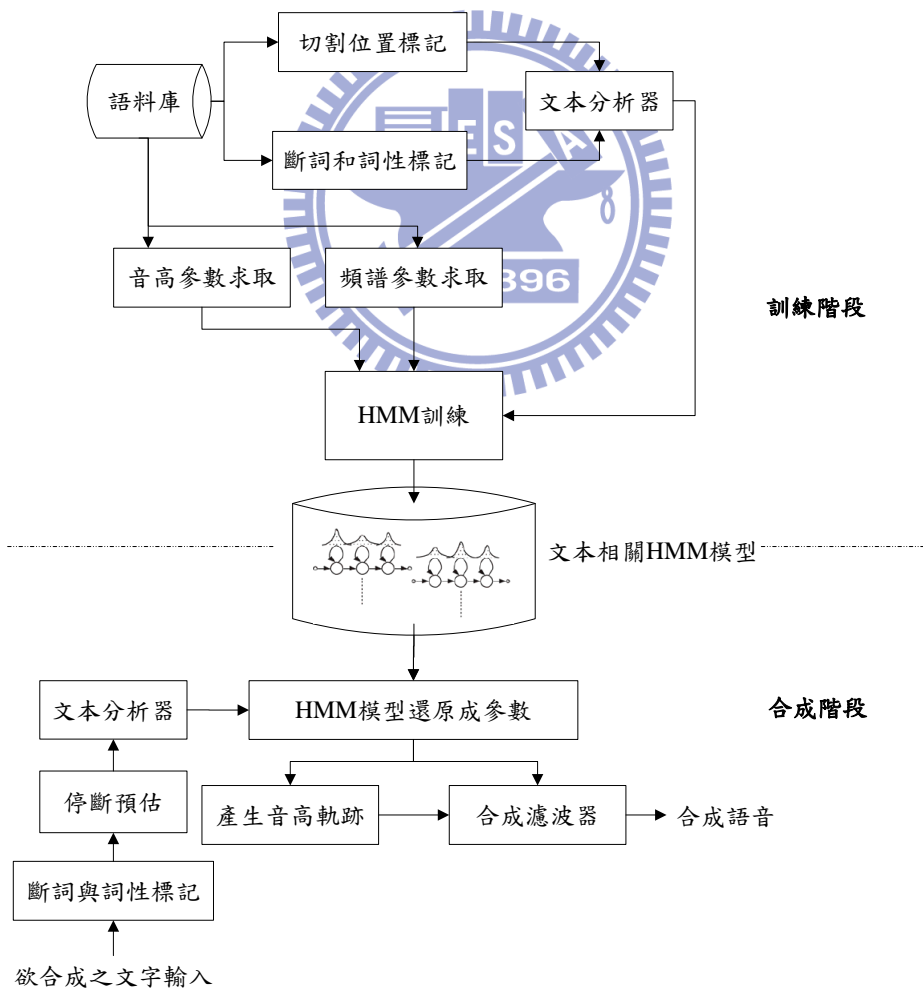 切割位置標記
語料庫
文本分析器
斷詞和詞性標記
ES
A
音高參數求取
頻譜參數求取
896
訓練階段
HMM訓練
文本相關HMM模型
文本分析器
HMM模型還原成參數
合成階段
停斷預估
產生音高軌跡
合成濾波器
合成語音
斷詞與詞性標記
欲合成之文字輸入